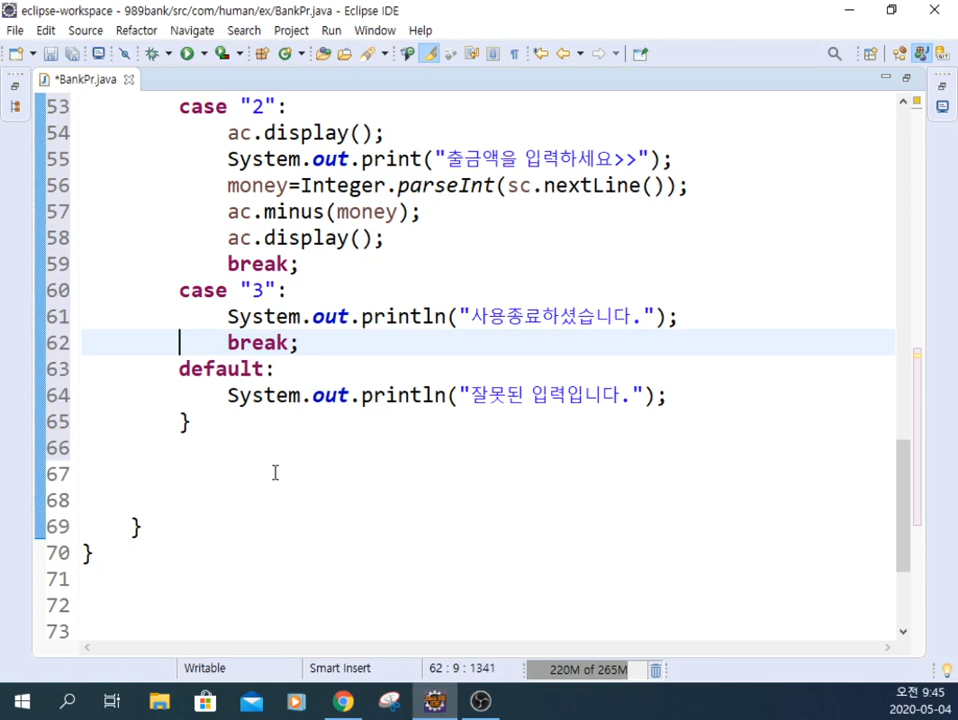 eclipse-workspace - 989bank/src/com/human/ex/BankPr.java - Eclipse IDE
File Edit Source Refactor Navigate Search Project Run Window Help
*BankPr.java
53 case "2":
54 ac.display();
55 System.out.print("출금액을 입력하세요>>");
56 money=Integer.parseInt(sc.nextLine());
57 ac.minus(money);
58 ac.display();
59 break;
60 case "3":
61 System.out.println("사용종료하셨습니다.");
62 break;
63 default:
64 System.out.println("잘못된 입력입니다.");
65 }
66
67
68
69 }
70 }
71
72
73
Writable Smart Insert 62 : 9 : 1341 220M of 265M
오전 9:45
2020-05-04